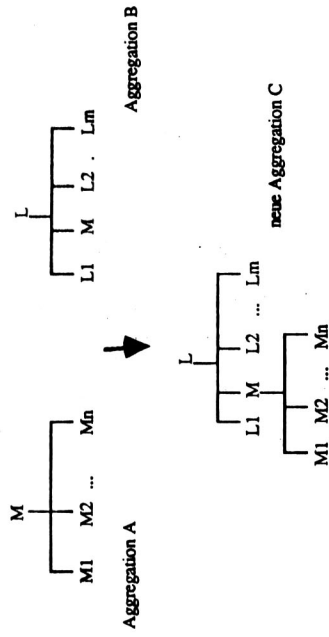 M
M1 M2 ... Mn
Aggregation A
L
L1 M L2 . Lm
Aggregation B
L
L1 M L2 ... Lm
M1 M2 ... Mn
neue Aggregation C